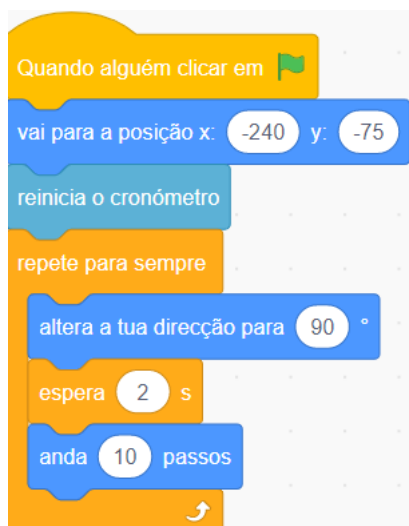 Quando alguém clicar em
vai para a posição x: -240 y: -75
reinicia o cronómetro
repete para sempre
altera a tua direcção para 90 °
espera 2 s
anda 10 passos